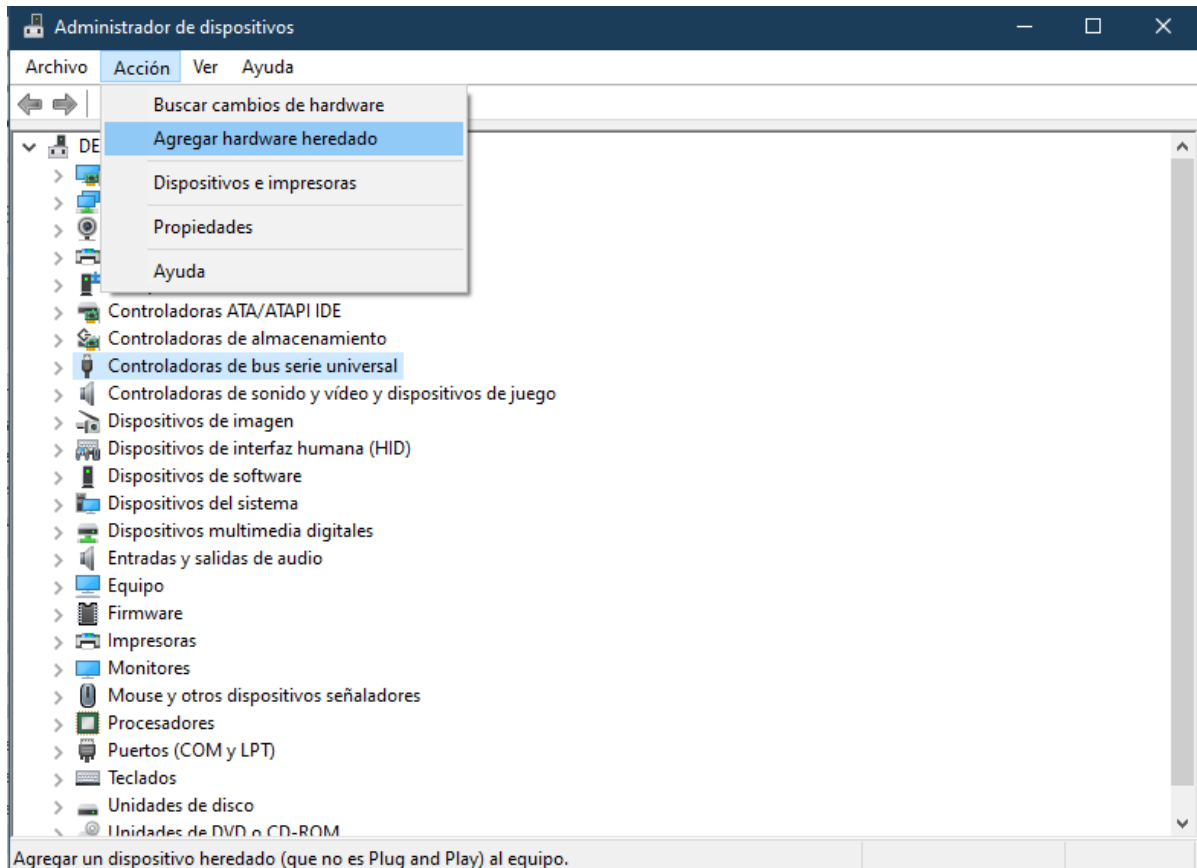 Administrador de dispositivos
Archivo Acción Ver Ayuda
Buscar cambios de hardware
Agregar hardware heredado
DE
Dispositivos e impresoras
Propiedades
Ayuda
Controladoras ATA/ATAPI IDE
Controladoras de almacenamiento
Controladoras de bus serie universal
Controladoras de sonido y vídeo y dispositivos de juego
Dispositivos de imagen
Dispositivos de interfaz humana (HID)
Dispositivos de software
Dispositivos del sistema
Dispositivos multimedia digitales
Entradas y salidas de audio
Equipo
Firmware
Impresoras
Monitores
Mouse y otros dispositivos señaladores
Procesadores
Puertos (COM y LPT)
Teclados
Unidades de disco
Unidades de DVD o CD-ROM
Agregar un dispositivo heredado (que no es Plug and Play) al equipo.